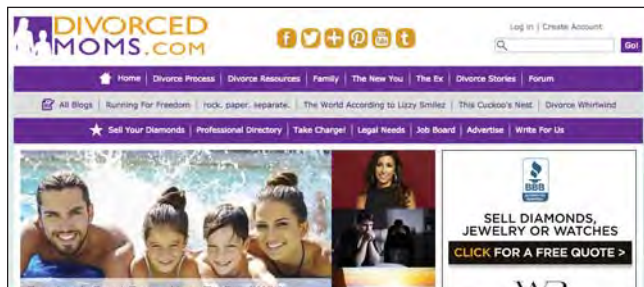 DIVORCED
MOMS.COM
Log in | Create Account
Go!
Home | Divorce Process | Divorce Resources | Family | The New You | The Ex | Divorce Stories | Forum
All Blogs | Running For Freedom | rock. paper. separate. | The World According to Lizzy Smilez | This Cuckoo's Nest | Divorce Whirlwind
Sell Your Diamonds | Professional Directory | Take Charge! | Legal Needs | Job Board | Advertise | Write For Us
BBB
SELL DIAMONDS,
JEWELRY OR WATCHES
CLICK FOR A FREE QUOTE >